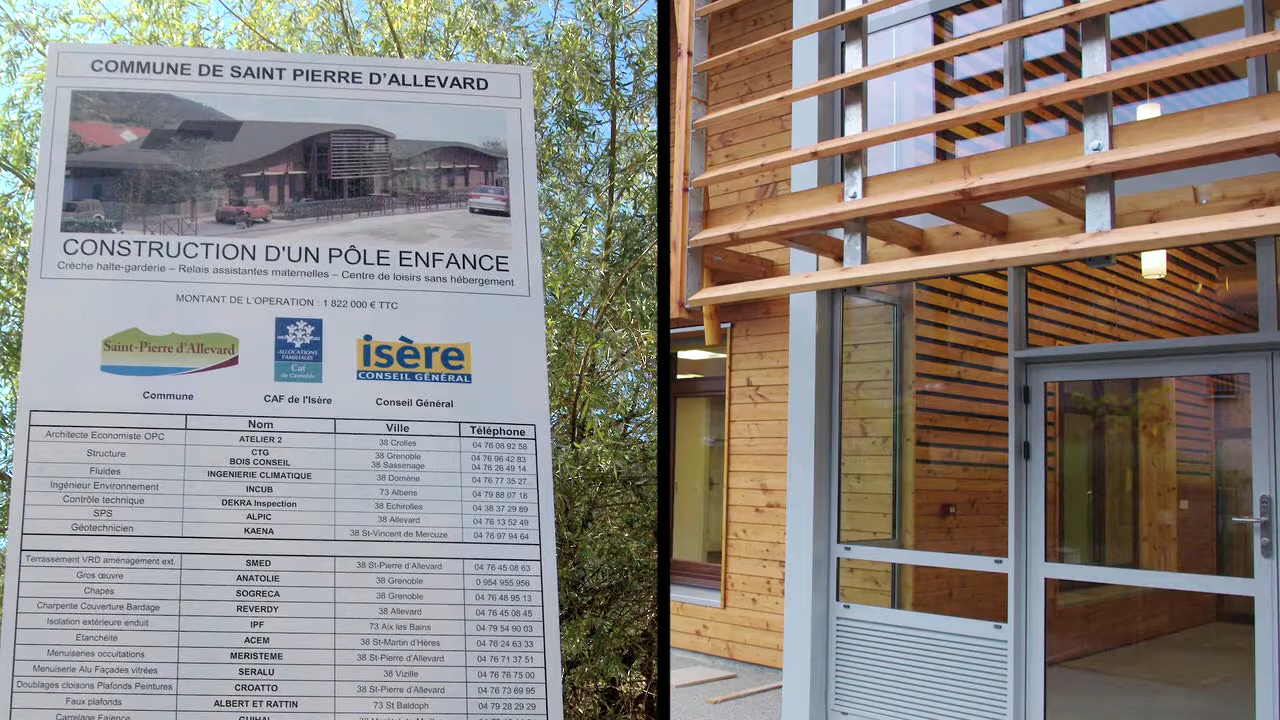 COMMUNE DE SAINT PIERRE D'ALLEVARD
CONSTRUCTION D'UN PÔLE ENFANCE
Crèche halte-garderie – Relais assistantes maternelles – Centre de loisirs sans hébergement
MONTANT DE L'OPERATION : 1 822 000 € TTC
Saint-Pierre d'Allevard
ALLOCATIONS
FAMILIALES
Caf
de Grenoble
isère
CONSEIL GÉNÉRAL
Commune
CAF de l'Isère
Conseil Général
Nom Ville Téléphone
Architecte Economiste OPC ATELIER 2 38 Crolles 04 76 08 92 58
Structure CTG 38 Grenoble 04 76 96 42 83
BOIS CONSEIL 38 Sassenage 04 76 26 49 14
Fluides INGENIERIE CLIMATIQUE 38 Domène 04 76 77 35 27
Ingénieur Environnement INCUB 73 Albens 04 79 88 07 18
Contrôle technique DEKRA Inspection 38 Echirolles 04 38 37 29 89
SPS ALPIC 38 Allevard 04 76 13 52 49
Géotechnicien KAENA 38 St-Vincent de Mercuze 04 76 97 94 64
Terrassement VRD aménagement ext. SMED 38 St-Pierre d'Allevard 04 76 45 08 63
Gros œuvre ANATOLIE 38 Grenoble 0 954 955 956
Chapes SOGRECA 38 Grenoble 04 76 48 95 13
Charpente Couverture Bardage REVERDY 38 Allevard 04 76 45 08 45
Isolation extérieure enduit IPF 73 Aix les Bains 04 79 54 90 03
Etanchéité ACEM 38 St-Martin d'Hères 04 76 24 63 33
Menuiseries occultations MERISTEME 38 St-Pierre d'Allevard 04 76 71 37 51
Menuiserie Alu Façades vitrées SERALU 38 Vizille 04 76 76 75 00
Doublages cloisons Plafonds Peintures CROATTO 38 St-Pierre d'Allevard 04 76 73 69 95
Faux plafonds ALBERT ET RATTIN 73 St Baldoph 04 79 28 29 29
Carrelage Faïence GUIHAL